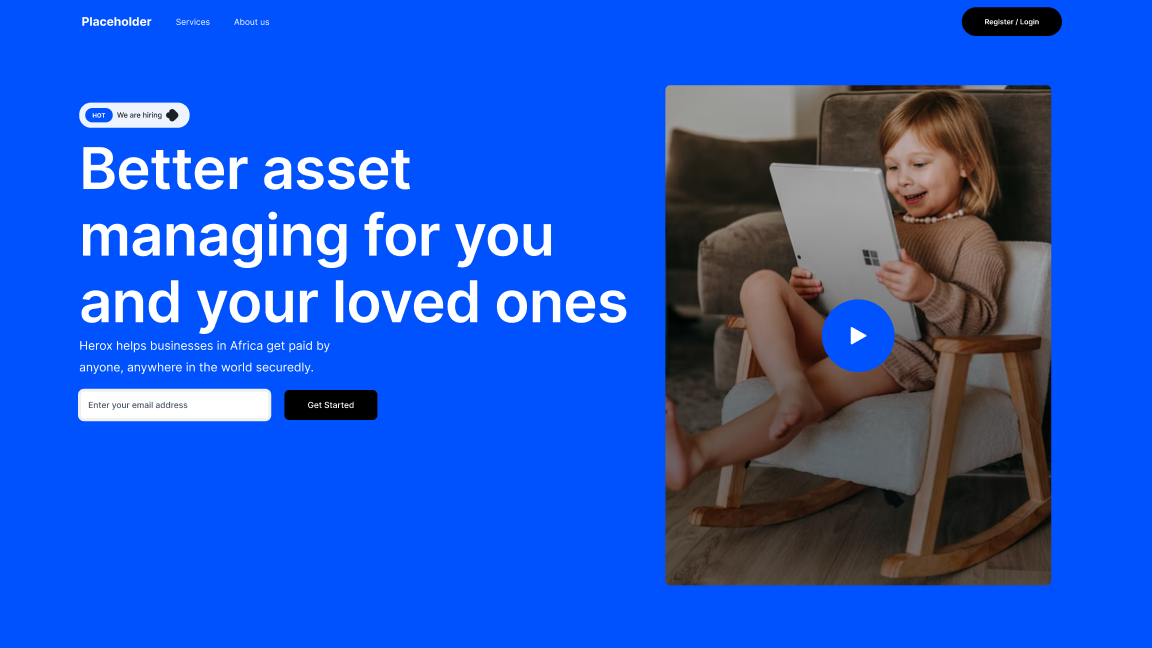 Placeholder
Services
About us
Register / Login
HOT
We are hiring
Better asset
managing for you
and your loved ones
Herox helps businesses in Africa get paid by
anyone, anywhere in the world securedly.
Enter your email address
Get Started